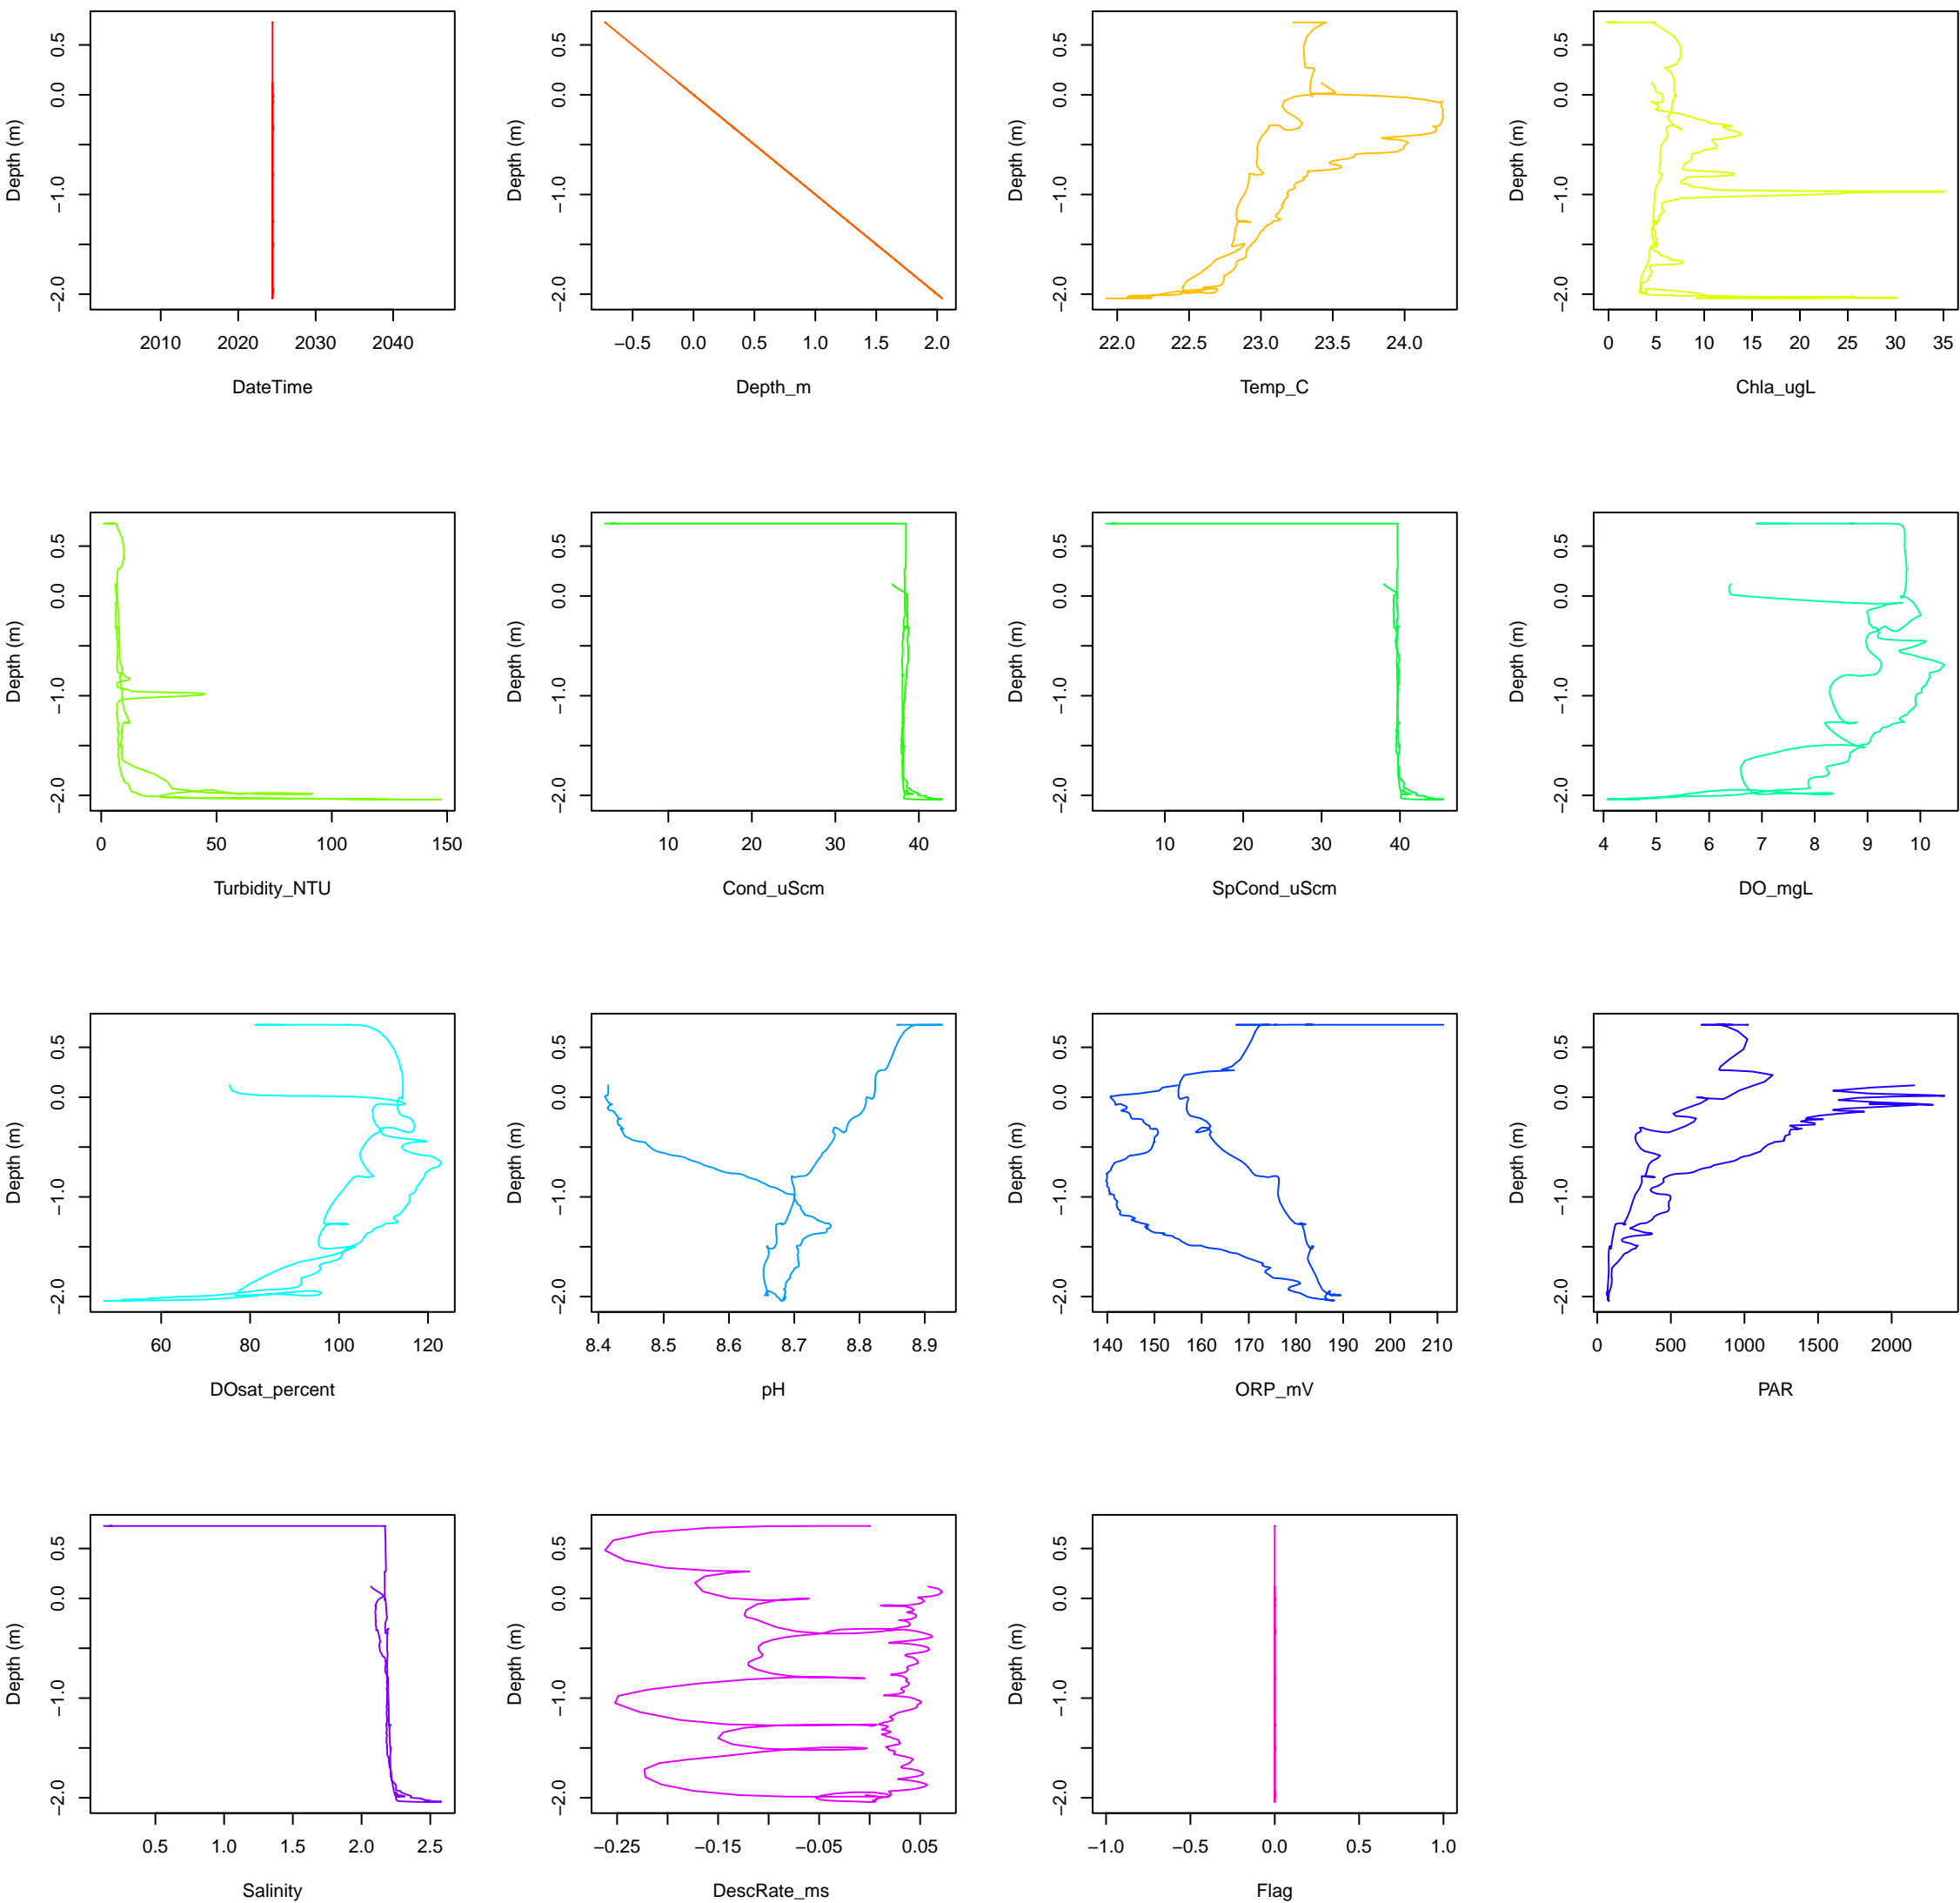 Depth (m)
0.5
0.0
−1.0
−2.0
2010 2020 2030 2040
DateTime
Depth (m)
0.5
0.0
−1.0
−2.0
−0.5 0.0 0.5 1.0 1.5 2.0
Depth_m
Depth (m)
0.5
0.0
−1.0
−2.0
22.0 22.5 23.0 23.5 24.0
Temp_C
Depth (m)
0.5
0.0
−1.0
−2.0
0 5 10 15 20 25 30 35
Chla_ugL
Depth (m)
0.5
0.0
−1.0
−2.0
0 50 100 150
Turbidity_NTU
Depth (m)
0.5
0.0
−1.0
−2.0
10 20 30 40
Cond_uScm
Depth (m)
0.5
0.0
−1.0
−2.0
10 20 30 40
SpCond_uScm
Depth (m)
0.5
0.0
−1.0
−2.0
4 5 6 7 8 9 10
DO_mgL
Depth (m)
0.5
0.0
−1.0
−2.0
60 80 100 120
DOsat_percent
Depth (m)
0.5
0.0
−1.0
−2.0
8.4 8.5 8.6 8.7 8.8 8.9
pH
Depth (m)
0.5
0.0
−1.0
−2.0
140 150 160 170 180 190 200 210
ORP_mV
Depth (m)
0.5
0.0
−1.0
−2.0
0 500 1000 1500 2000
PAR
Depth (m)
0.5
0.0
−1.0
−2.0
0.5 1.0 1.5 2.0 2.5
Salinity
Depth (m)
0.5
0.0
−1.0
−2.0
−0.25 −0.15 −0.05 0.05
DescRate_ms
Depth (m)
0.5
0.0
−1.0
−2.0
−1.0 −0.5 0.0 0.5 1.0
Flag